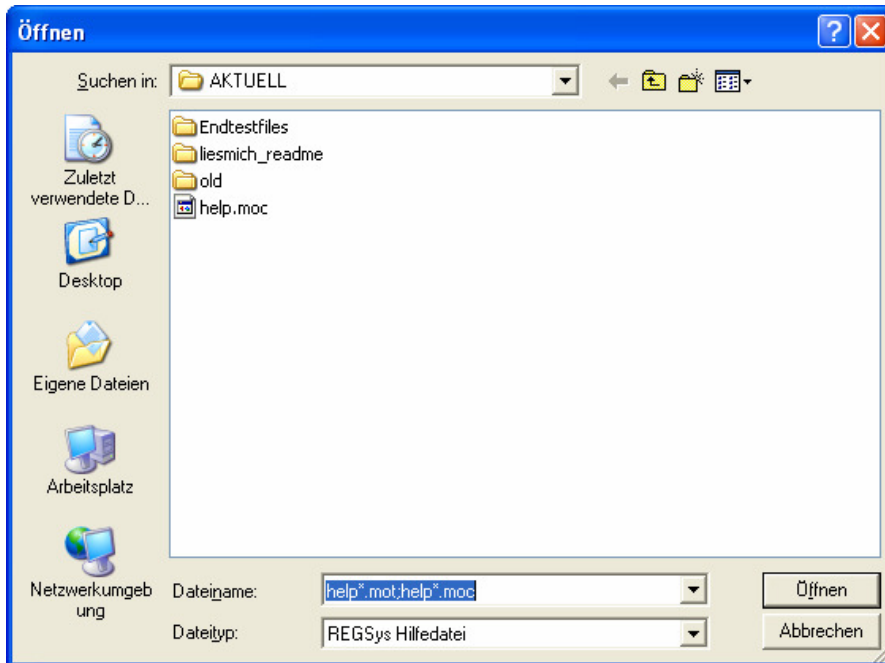 Öffnen
Suchen in:
AKTUELL
Endtestfiles
liesmich_readme
old
help.moc
Zuletzt
verwendete D...
Desktop
Eigene Dateien
Arbeitsplatz
Netzwerkumgeb
ung
Dateiname:
help*.mot;help*.moc
Öffnen
Dateityp:
REGSys Hilfedatei
Abbrechen